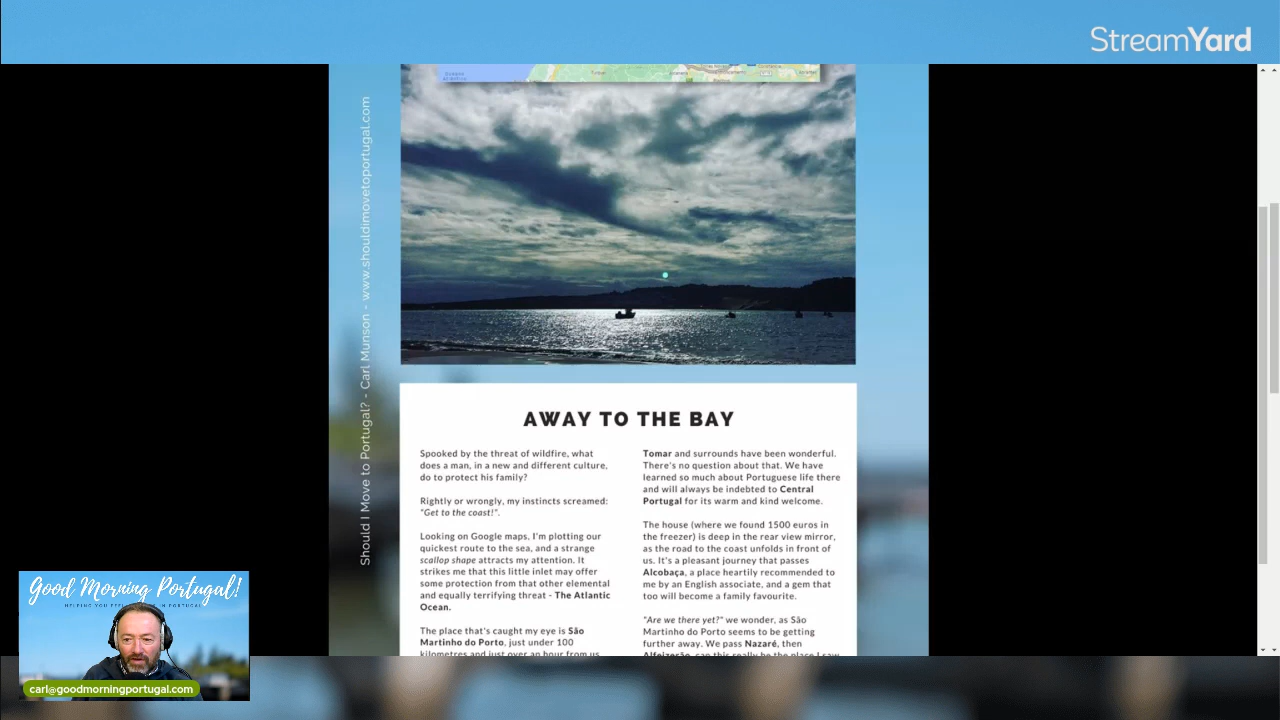 StreamYard
Should I Move to Portugal? - Carl Munson - www.shouldimovetoportugal.com
AWAY TO THE BAY
Spooked by the threat of wildfire, what
does a man, in a new and different culture,
do to protect his family?
Rightly or wrongly, my instincts screamed:
"Get to the coast!".
Looking on Google maps, I'm plotting our
quickest route to the sea, and a strange
scallop shape attracts my attention. It
strikes me that this little inlet may offer
some protection from that other elemental
and equally terrifying threat - The Atlantic
Ocean.
The place that's caught my eye is São
Martinho do Porto, just under 100
kilometres and just over an hour from us
Tomar and surrounds have been wonderful.
There's no question about that. We have
learned so much about Portuguese life there
and will always be indebted to Central
Portugal for its warm and kind welcome.
The house (where we found 1500 euros in
the freezer) is deep in the rear view mirror,
as the road to the coast unfolds in front of
us. It's a pleasant journey that passes
Alcobaça, a place heartily recommended to
me by an English associate, and a gem that
too will become a family favourite.
"Are we there yet?" we wonder, as São
Martinho do Porto seems to be getting
further away. We pass Nazaré, then
Alfeizerão, can this really be the place I saw
Good Morning Portugal!
carl@goodmorningportugal.com